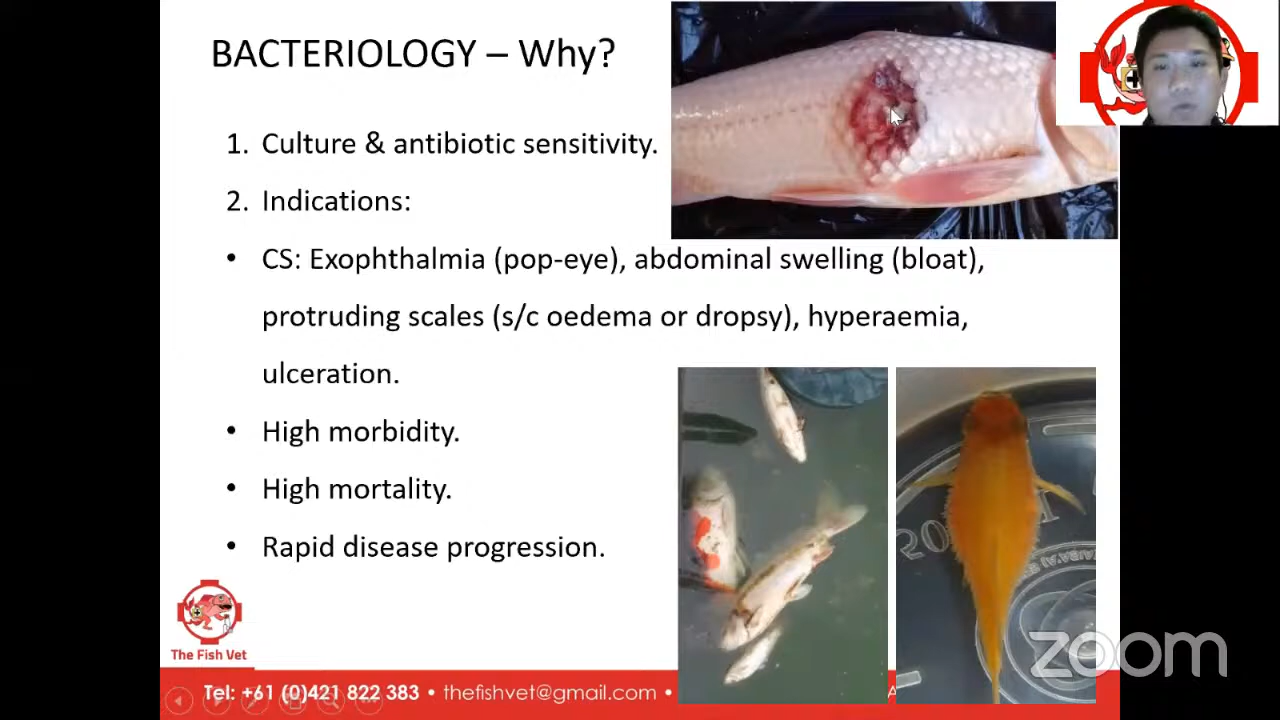 BACTERIOLOGY – Why?
1. Culture & antibiotic sensitivity.
2. Indications:
• CS: Exophthalmia (pop-eye), abdominal swelling (bloat),
protruding scales (s/c oedema or dropsy), hyperaemia,
ulceration.
• High morbidity.
• High mortality.
• Rapid disease progression.
The Fish Vet
Tel: +61 (0)421 822 383 • thefishvet@gmail.com •
zoom